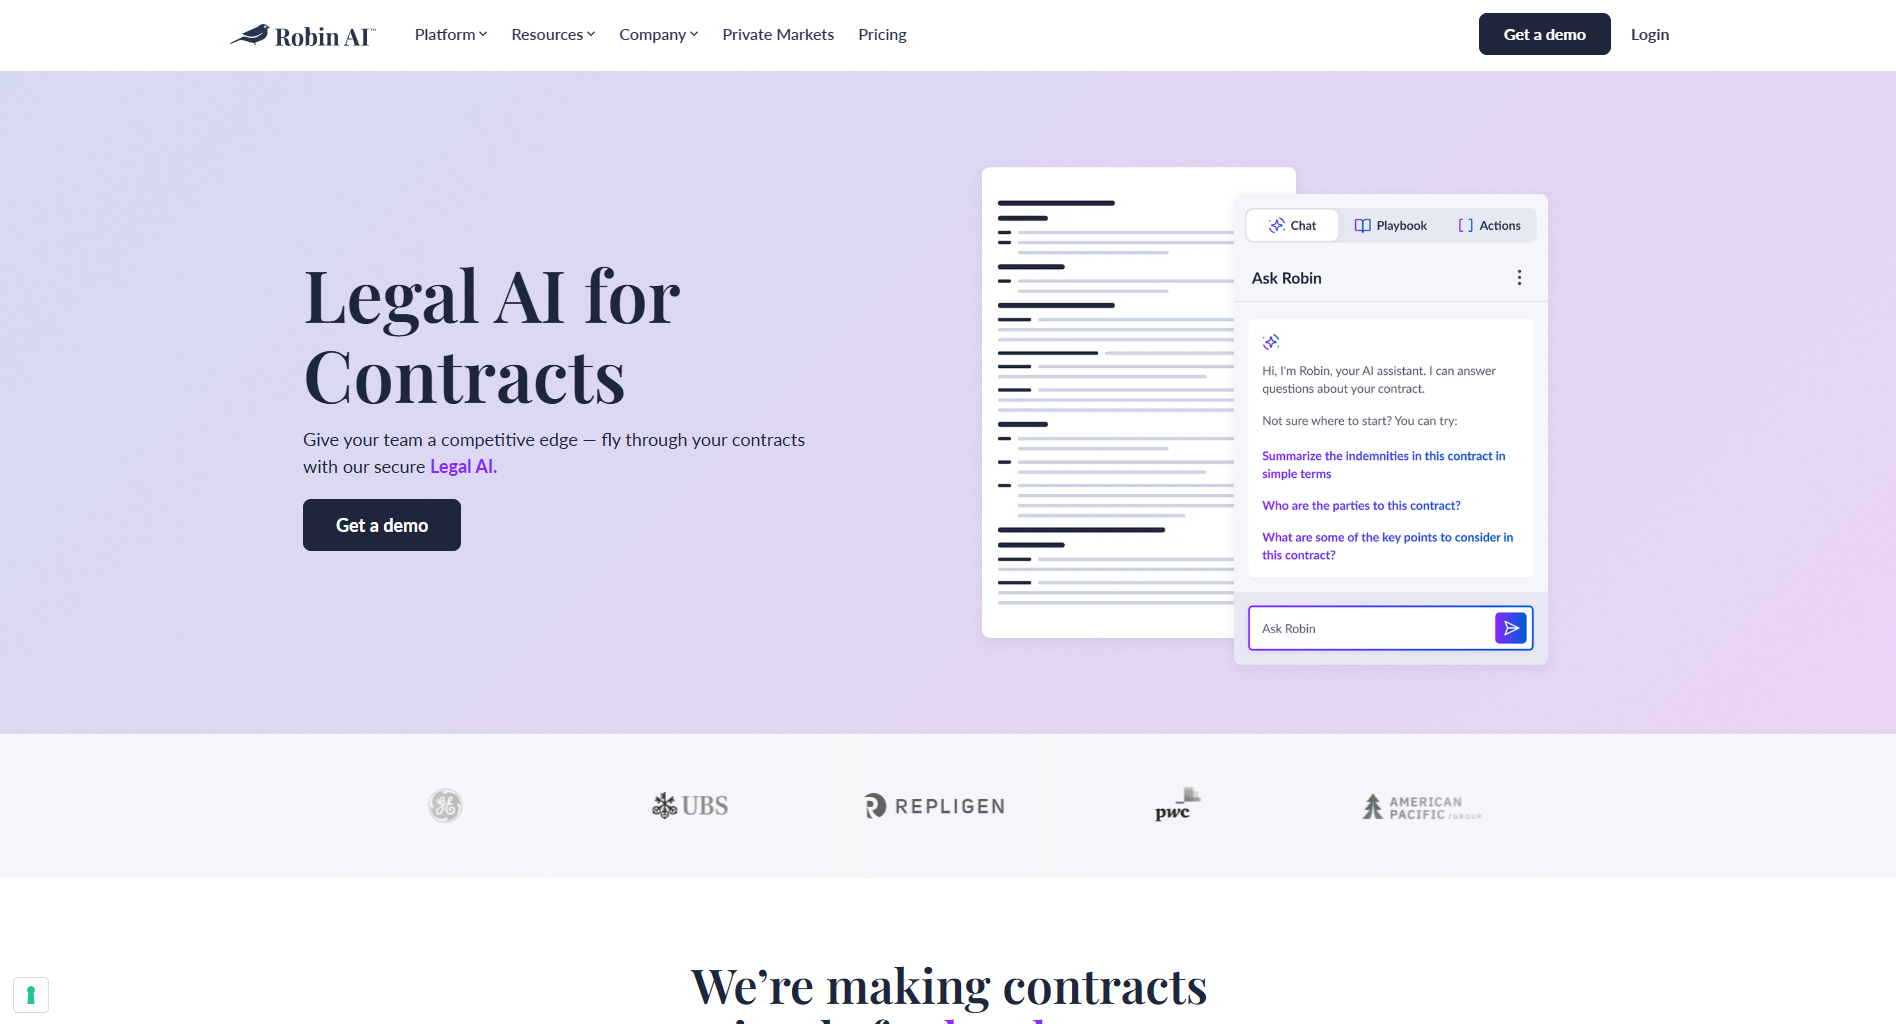 Robin AI™
Platform
Resources
Company
Private Markets
Pricing
Get a demo
Login
Legal AI for
Contracts
Give your team a competitive edge — fly through your contracts
with our secure Legal AI.
Get a demo
Chat
Playbook
Actions
Ask Robin
Hi, I'm Robin, your AI assistant. I can answer
questions about your contract.
Not sure where to start? You can try:
Summarize the indemnities in this contract in
simple terms
Who are the parties to this contract?
What are some of the key points to consider in
this contract?
Ask Robin
GE
UBS
REPLIGEN
pwc
AMERICAN
PACIFIC /GROUP
We’re making contracts